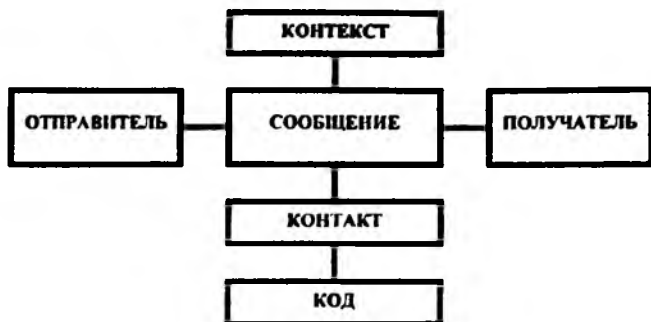 КОНТЕКСТ
ОТПРАВИТЕЛЬ
СООБЩЕНИЕ
ПОЛУЧАТЕЛЬ
КОНТАКТ
КОД